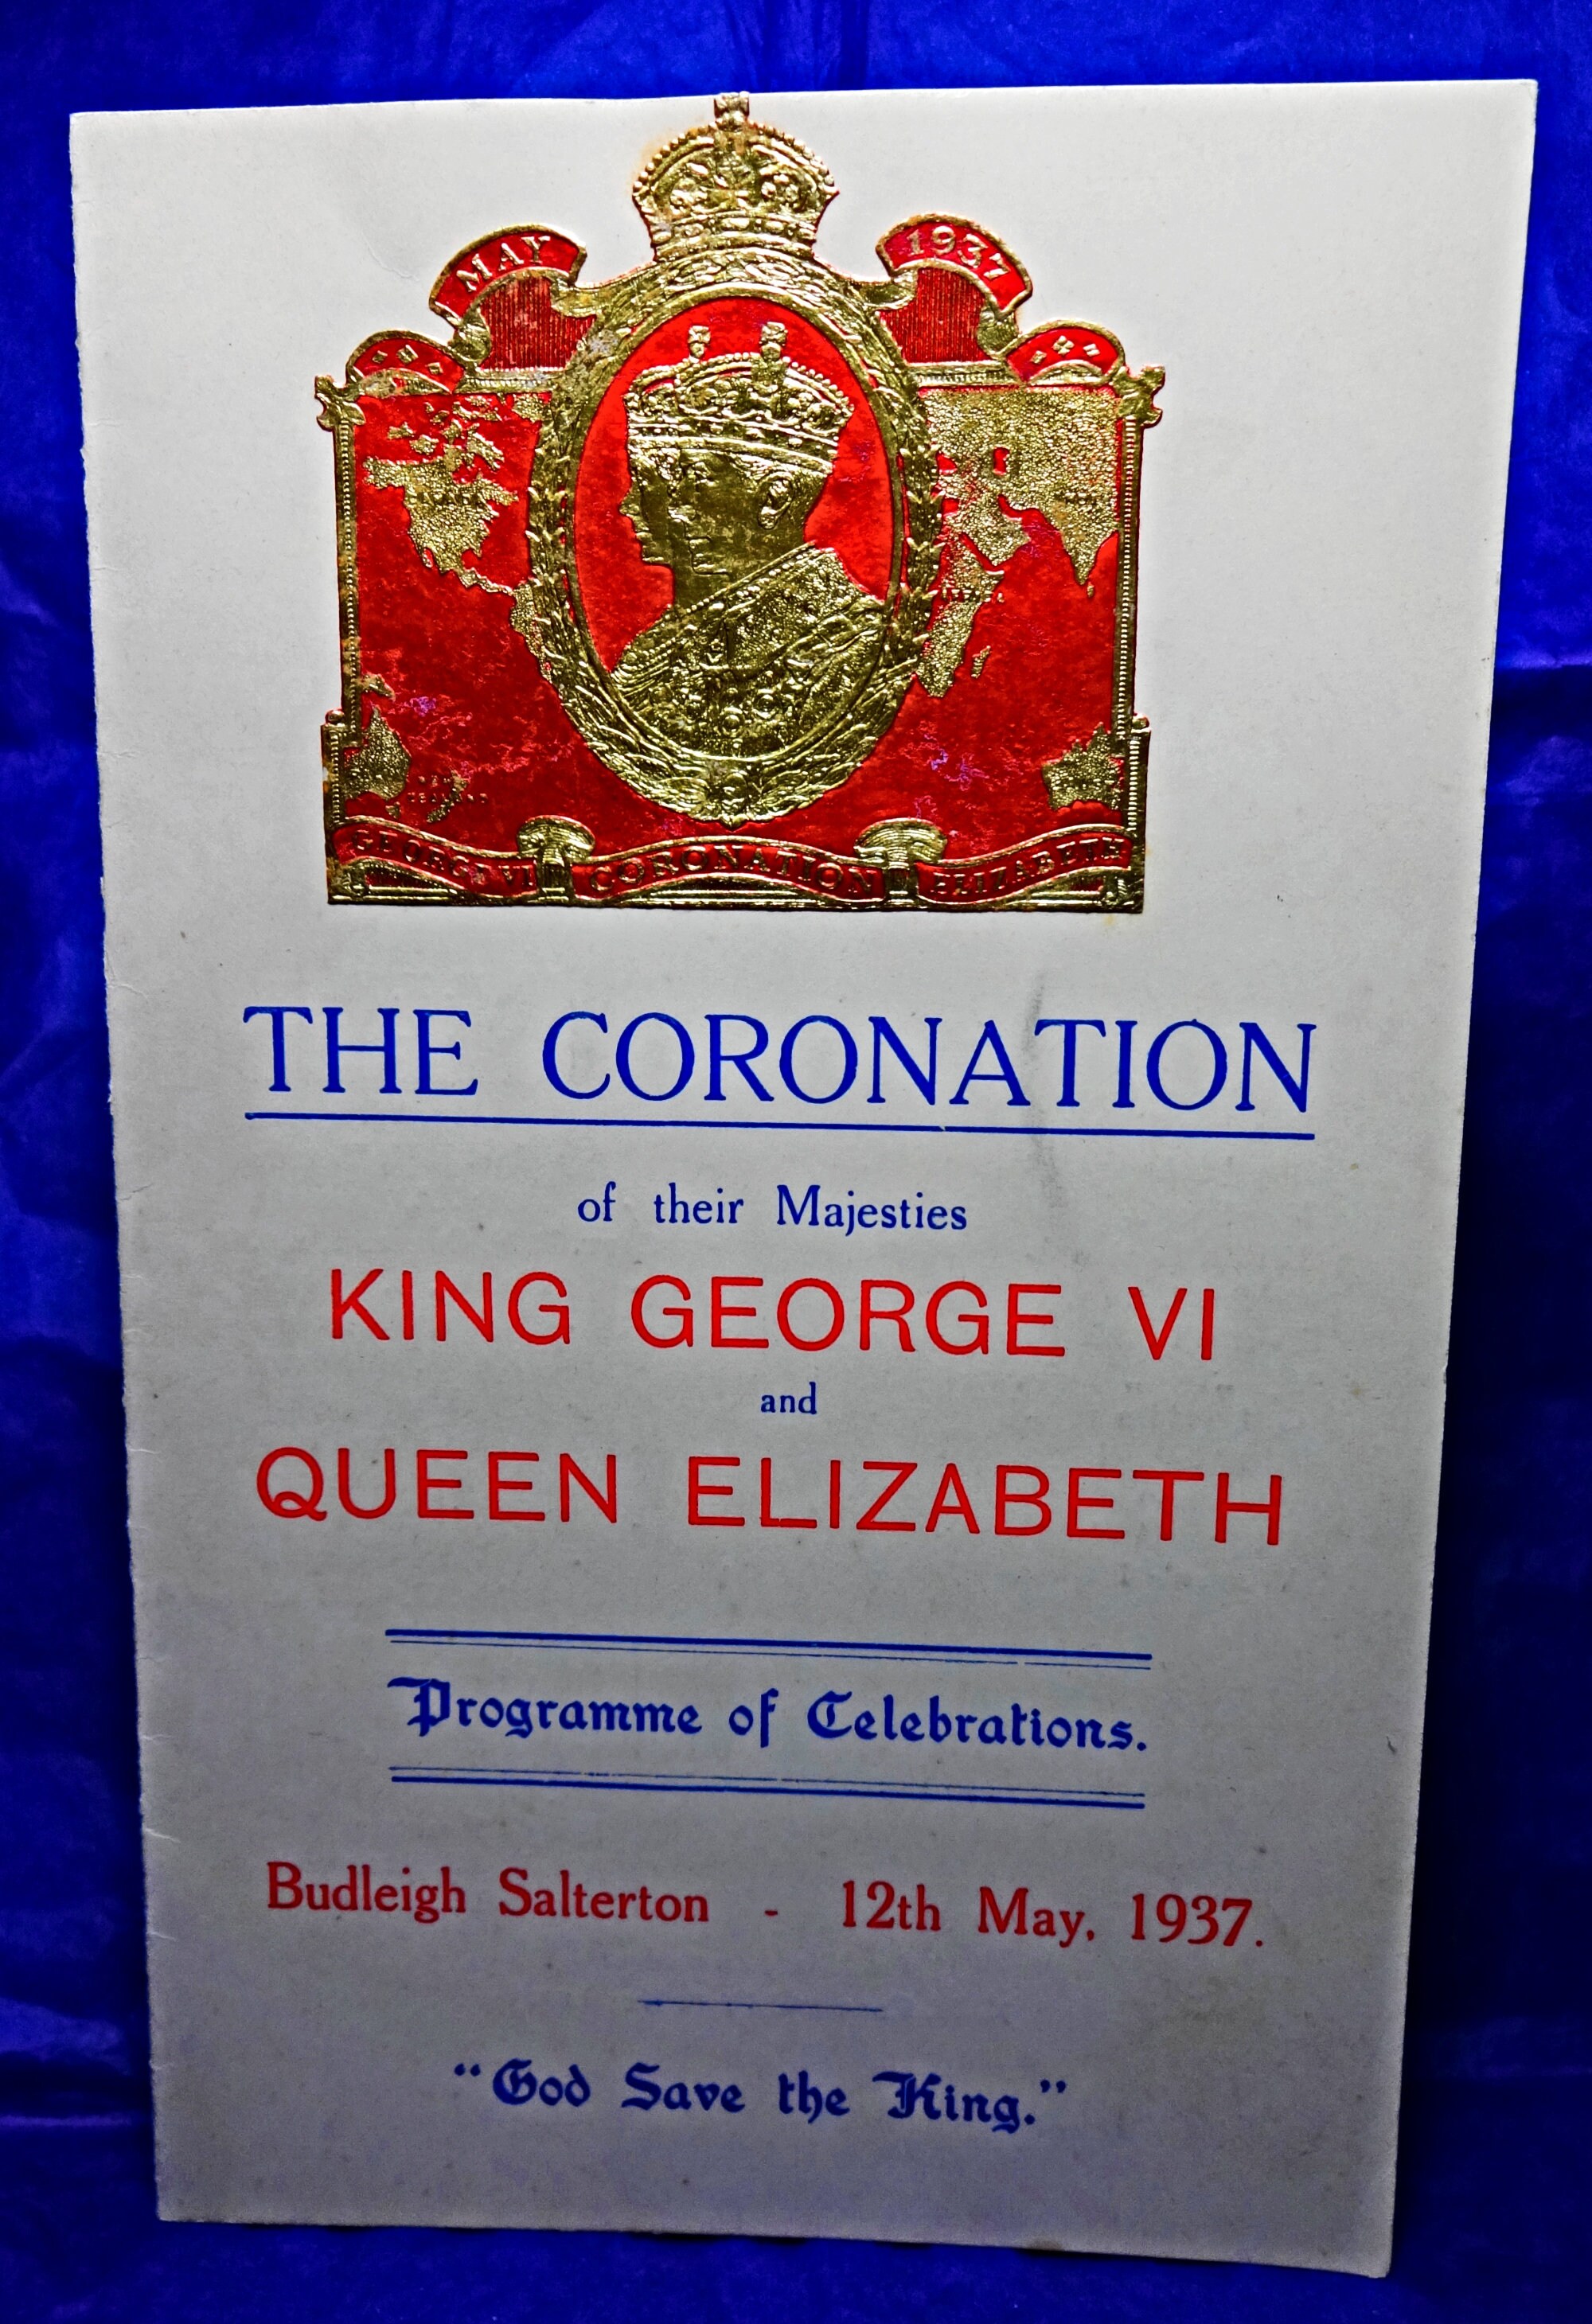 MAY 1937
GEORGE VI CORONATION ELIZABETH
THE CORONATION
of their Majesties
KING GEORGE VI
and
QUEEN ELIZABETH
Programme of Celebrations.
Budleigh Salterton - 12th May, 1937.
"God Save the King."